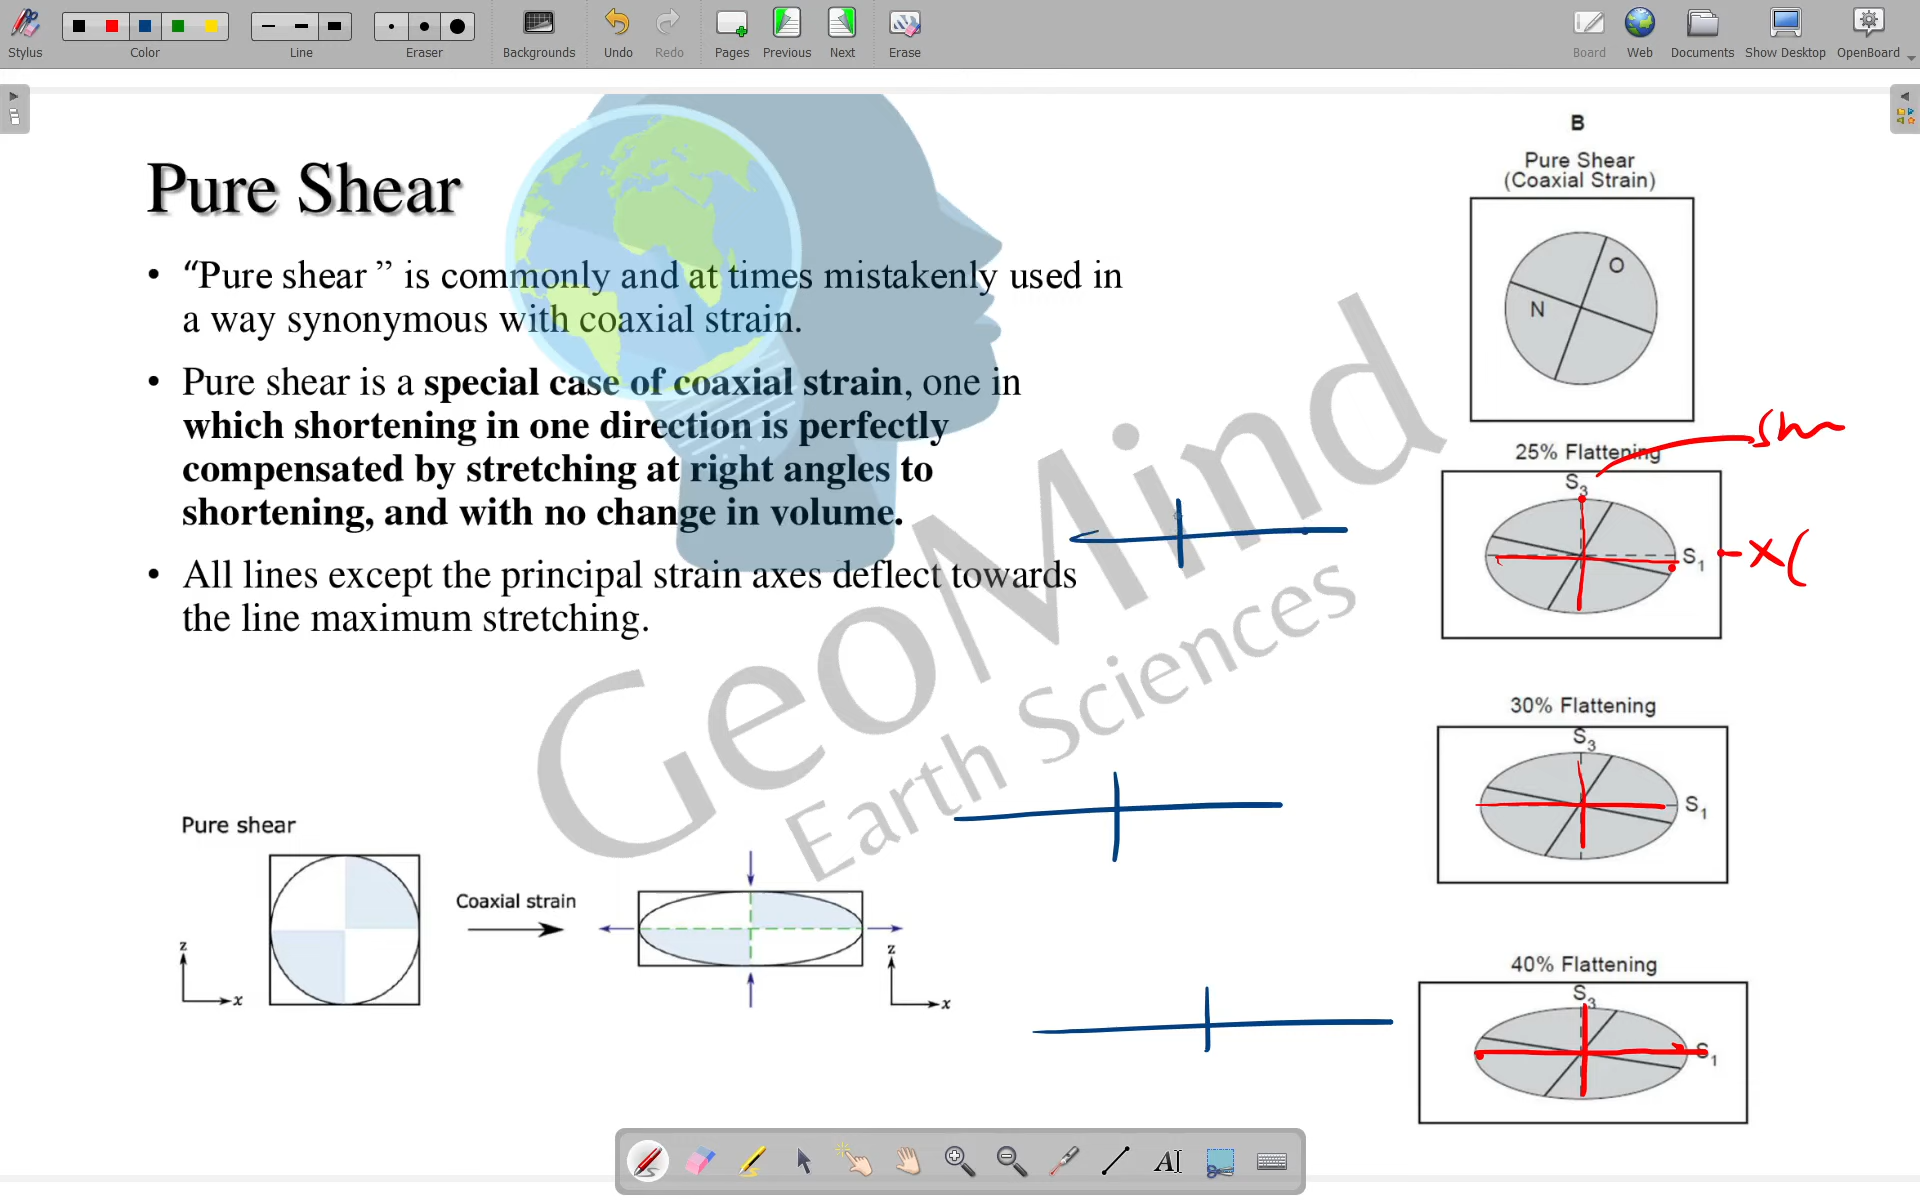 Stylus
Color
Line
Eraser
Backgrounds
Undo
Redo
Pages
Previous
Next
Erase
Board
Web
Documents
Show Desktop
OpenBoard
Pure Shear
• “Pure shear ” is commonly and at times mistakenly used in
a way synonymous with coaxial strain.
• Pure shear is a special case of coaxial strain, one in
which shortening in one direction is perfectly
compensated by stretching at right angles to
shortening, and with no change in volume.
• All lines except the principal strain axes deflect towards
the line maximum stretching.
GeoMind
Earth Sciences
Pure shear
z
x
Coaxial strain
z
x
B
Pure Shear
(Coaxial Strain)
O
N
25% Flattening
S3
S1
x(
30% Flattening
S3
S1
40% Flattening
S3
S1
AI